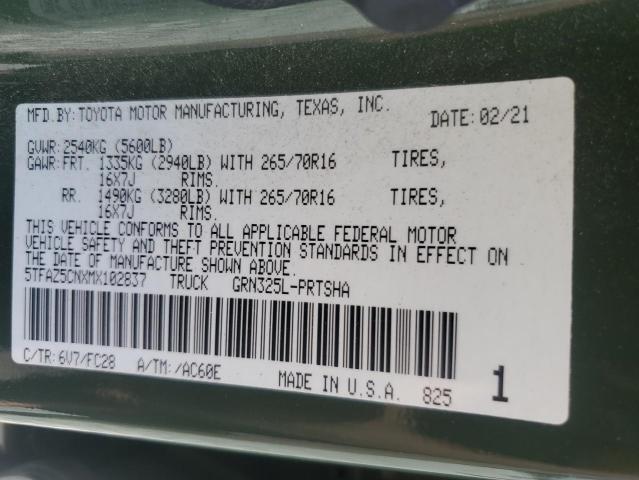 MFD.BY:TOYOTA MOTOR MANUFACTURING, TEXAS, INC. DATE:02/21
GVWR:2540KG (5600LB)
GAWR:FRT. 1335KG (2940LB) WITH 265/70R16 TIRES,
16X7J RIMS.
RR. 1490KG (3280LB) WITH 265/70R16 TIRES,
16X7J RIMS.
THIS VEHICLE CONFORMS TO ALL APPLICABLE FEDERAL MOTOR
VEHICLE SAFETY AND THEFT PREVENTION STANDARDS IN EFFECT ON
THE DATE OF MANUFACTURE SHOWN ABOVE.
5TFAZ5CNXMX102837 TRUCK GRN325L-PRTSHA
C/TR:6V7/FC28 A/TM:/AC60E MADE IN U.S.A. 825 1